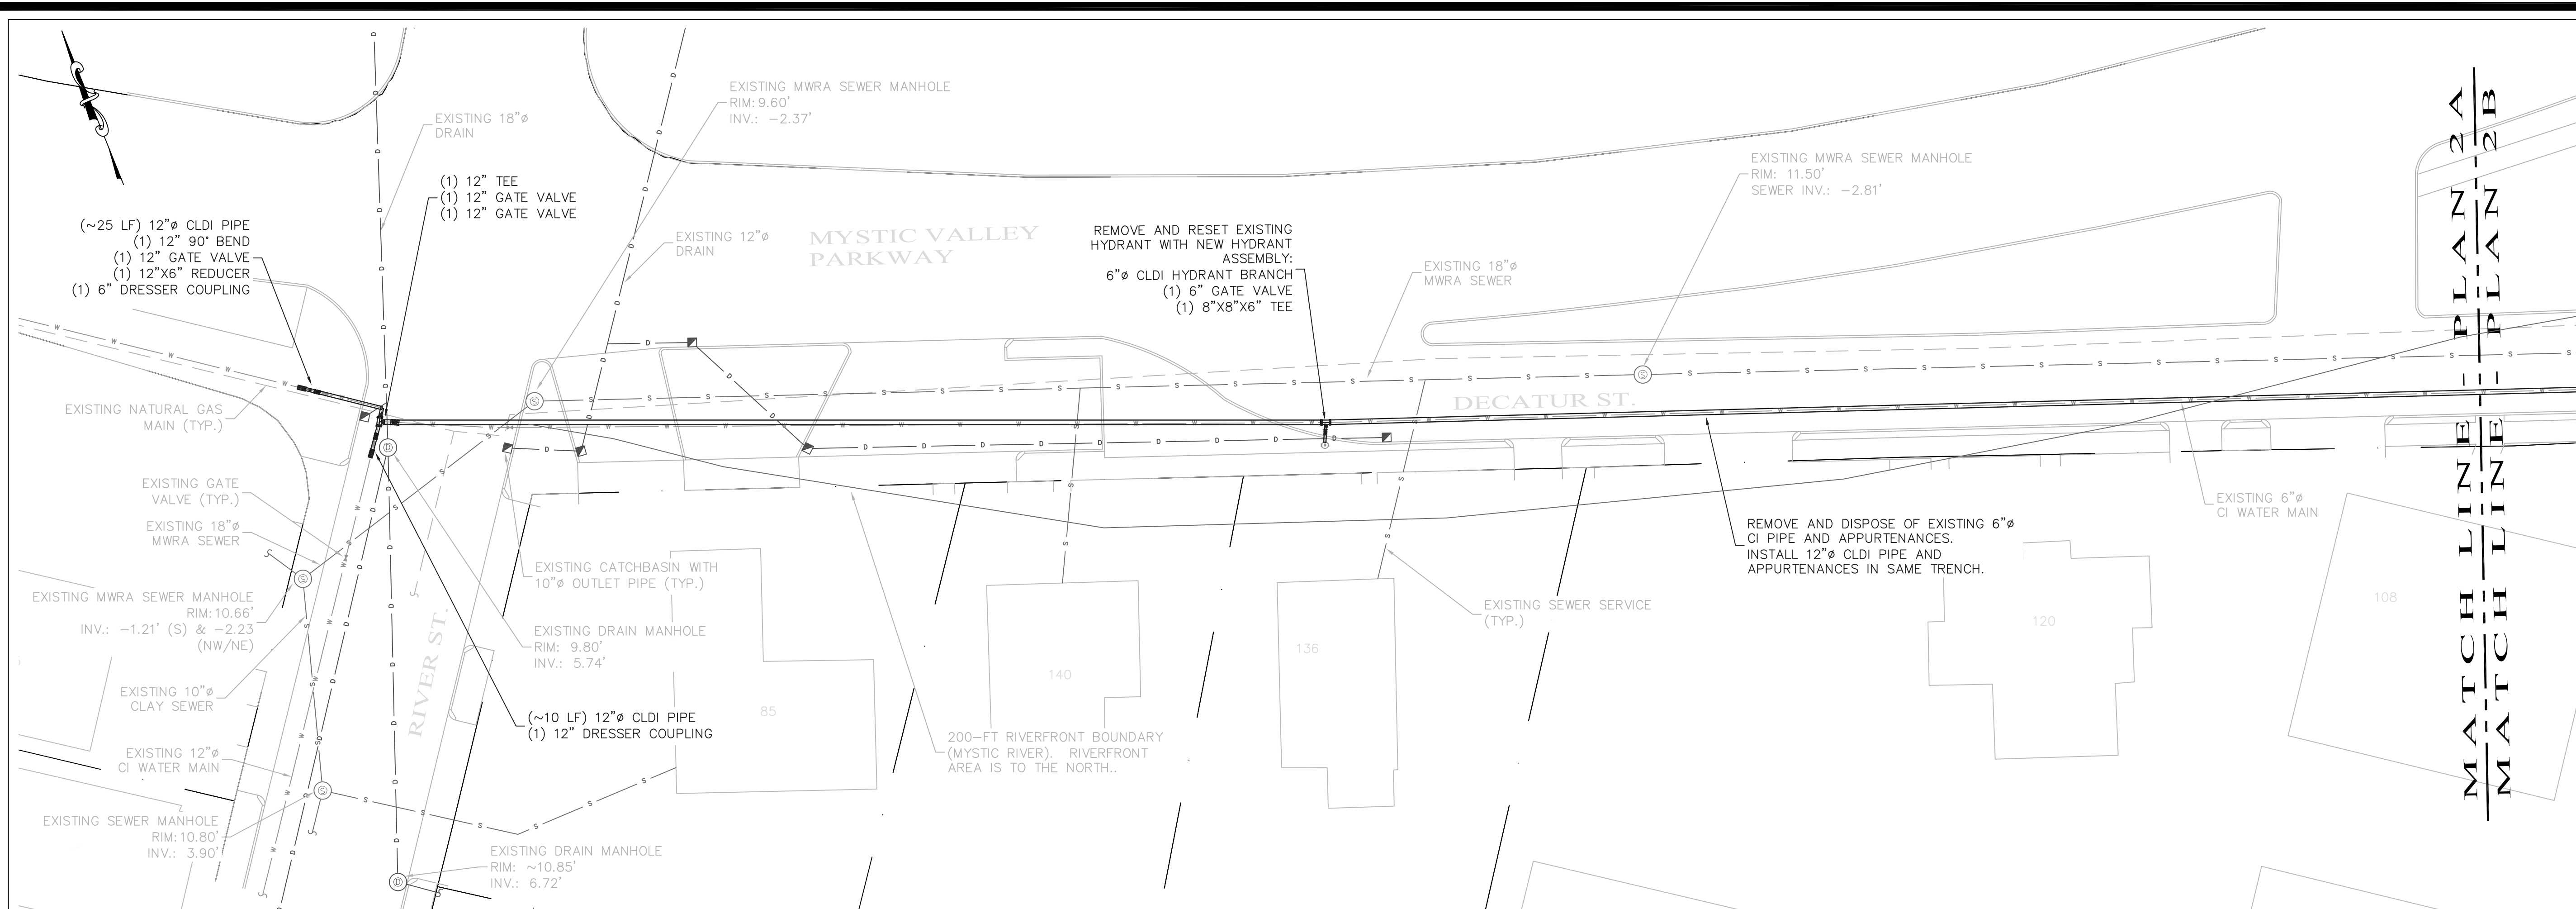 EXISTING MWRA SEWER MANHOLE
RIM: 9.60'
INV.: −2.37'
EXISTING 18"ø
DRAIN
EXISTING MWRA SEWER MANHOLE
RIM: 11.50'
SEWER INV.: −2.81'
(1) 12" TEE
(1) 12" GATE VALVE
(1) 12" GATE VALVE
(~25 LF) 12"ø CLDI PIPE
(1) 12" 90° BEND
(1) 12" GATE VALVE
(1) 12"X6" REDUCER
(1) 6" DRESSER COUPLING
EXISTING 12"ø
DRAIN
MYSTIC VALLEY
PARKWAY
REMOVE AND RESET EXISTING
HYDRANT WITH NEW HYDRANT
ASSEMBLY:
6"ø CLDI HYDRANT BRANCH
(1) 6" GATE VALVE
(1) 8"X8"X6" TEE
EXISTING 18"ø
MWRA SEWER
DECATUR ST.
EXISTING NATURAL GAS
MAIN (TYP.)
EXISTING GATE
VALVE (TYP.)
EXISTING 18"ø
MWRA SEWER
EXISTING MWRA SEWER MANHOLE
RIM: 10.66'
INV.: −1.21' (S) & −2.23
(NW/NE)
EXISTING 10"ø
CLAY SEWER
EXISTING 12"ø
CI WATER MAIN
EXISTING SEWER MANHOLE
RIM: 10.80'
INV.: 3.90'
RIVER ST.
EXISTING CATCHBASIN WITH
10"ø OUTLET PIPE (TYP.)
EXISTING DRAIN MANHOLE
RIM: 9.80'
INV.: 5.74'
(~10 LF) 12"ø CLDI PIPE
(1) 12" DRESSER COUPLING
EXISTING DRAIN MANHOLE
RIM: ~10.85'
INV.: 6.72'
85
140
136
200−FT RIVERFRONT BOUNDARY
(MYSTIC RIVER). RIVERFRONT
AREA IS TO THE NORTH..
EXISTING SEWER SERVICE
(TYP.)
REMOVE AND DISPOSE OF EXISTING 6"ø
CI PIPE AND APPURTENANCES.
INSTALL 12"ø CLDI PIPE AND
APPURTENANCES IN SAME TRENCH.
120
EXISTING 6"ø
CI WATER MAIN
108
MATCH LINE − PLAN 2A
MATCH LINE − PLAN 2B